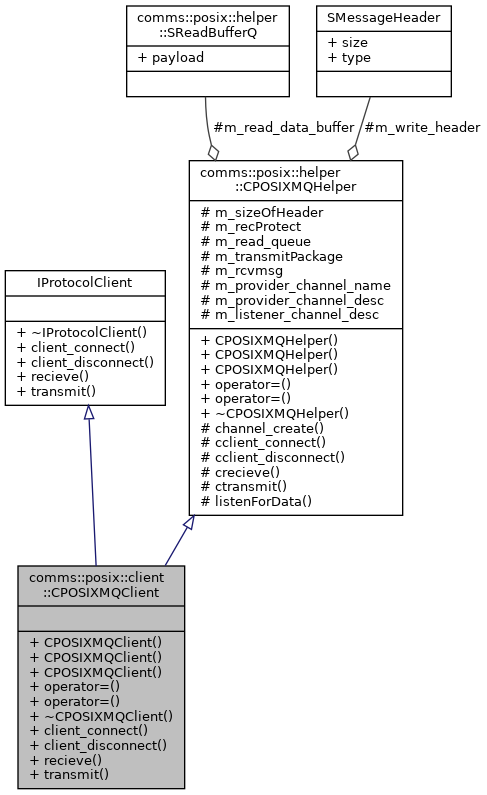 comms::posix::helper
::SReadBufferQ
+ payload
SMessageHeader
+ size
+ type
#m_read_data_buffer
#m_write_header
comms::posix::helper
::CPOSIXMQHelper
# m_sizeOfHeader
# m_recProtect
# m_read_queue
# m_transmitPackage
# m_rcvmsg
# m_provider_channel_name
# m_provider_channel_desc
# m_listener_channel_desc
+ CPOSIXMQHelper()
+ CPOSIXMQHelper()
+ CPOSIXMQHelper()
+ operator=()
+ operator=()
+ ~CPOSIXMQHelper()
# channel_create()
# cclient_connect()
# cclient_disconnect()
# crecieve()
# ctransmit()
# listenForData()
IProtocolClient
+ ~IProtocolClient()
+ client_connect()
+ client_disconnect()
+ recieve()
+ transmit()
comms::posix::client
::CPOSIXMQClient
+ CPOSIXMQClient()
+ CPOSIXMQClient()
+ CPOSIXMQClient()
+ operator=()
+ operator=()
+ ~CPOSIXMQClient()
+ client_connect()
+ client_disconnect()
+ recieve()
+ transmit()